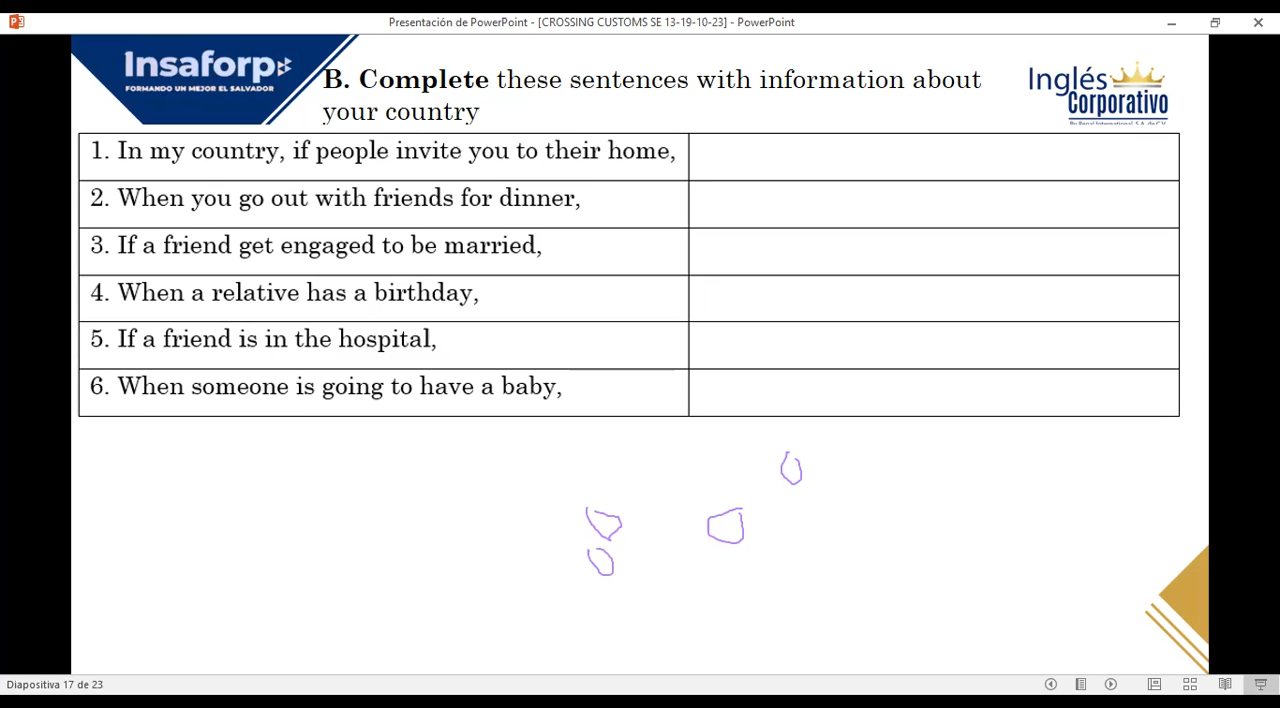 Presentación de PowerPoint - [CROSSING CUSTOMS SE 13-19-10-23] - PowerPoint
Insaforp
FORMANDO UN MEJOR EL SALVADOR
B. Complete these sentences with information about
your country
Inglés
Corporativo
1. In my country, if people invite you to their home,
2. When you go out with friends for dinner,
3. If a friend get engaged to be married,
4. When a relative has a birthday,
5. If a friend is in the hospital,
6. When someone is going to have a baby,
Diapositiva 17 de 23